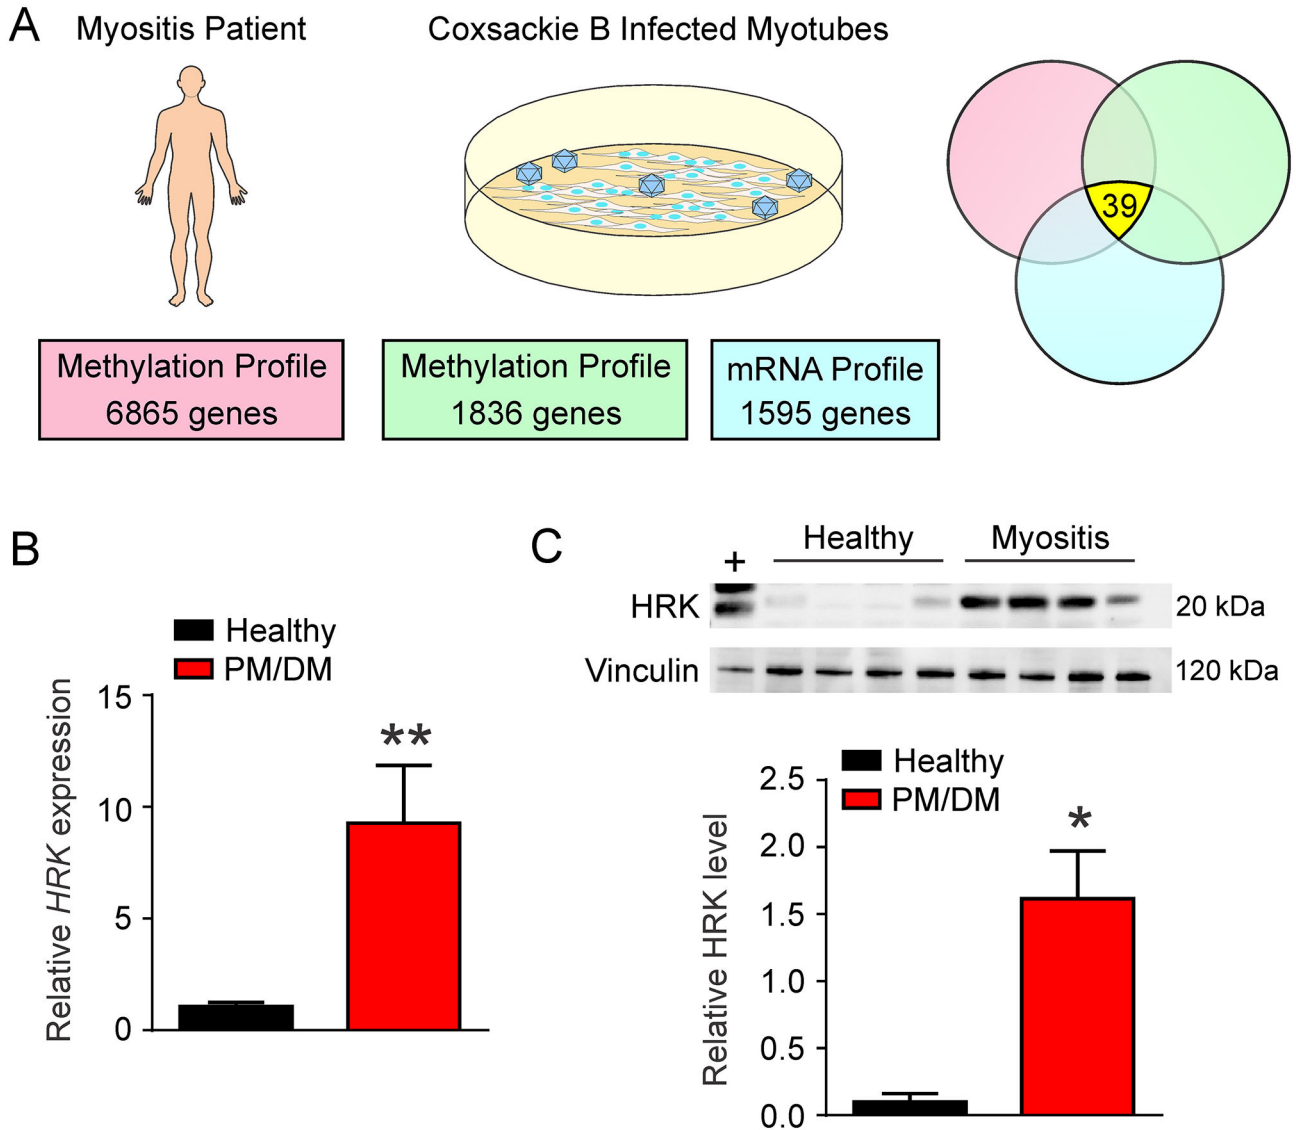 A
Myositis Patient
Coxsackie B Infected Myotubes
39
Methylation Profile
6865 genes
Methylation Profile
1836 genes
mRNA Profile
1595 genes
B
Healthy
PM/DM
Relative HRK expression
15
10
5
0
**
C
Healthy
Myositis
+
HRK
20 kDa
Vinculin
120 kDa
Healthy
PM/DM
Relative HRK level
2.5
2.0
1.5
1.0
0.5
0.0
*